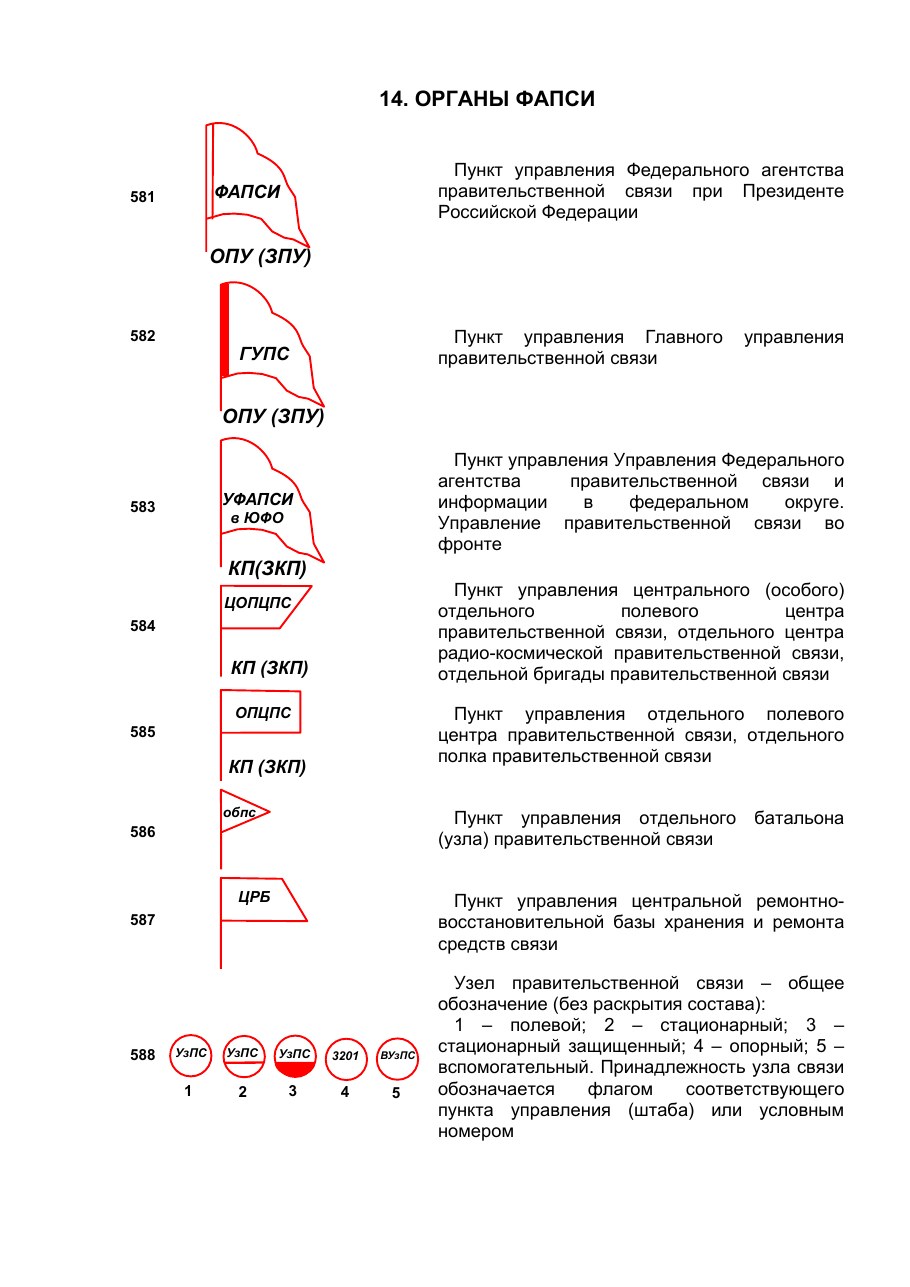 14. ОРГАНЫ ФАПСИ
581
ФАПСИ
ОПУ (ЗПУ)
Пункт управления Федерального агентства
правительственной связи при Президенте
Российской Федерации
582
ГУПС
ОПУ (ЗПУ)
Пункт управления Главного управления
правительственной связи
583
УФАПСИ
в ЮФО
КП(ЗКП)
Пункт управления Управления Федерального
агентства правительственной связи и
информации в федеральном округе.
Управление правительственной связи во
фронте
584
ЦОПЦПС
КП (ЗКП)
Пункт управления центрального (особого)
отдельного полевого центра
правительственной связи, отдельного центра
радио-космической правительственной связи,
отдельной бригады правительственной связи
585
ОПЦПС
КП (ЗКП)
Пункт управления отдельного полевого
центра правительственной связи, отдельного
полка правительственной связи
586
обпс
Пункт управления отдельного батальона
(узла) правительственной связи
587
ЦРБ
Пункт управления центральной ремонтно-
восстановительной базы хранения и ремонта
средств связи
588
УзПС УзПС УзПС 3201 ВУзПС
1 2 3 4 5
Узел правительственной связи – общее
обозначение (без раскрытия состава):
1 – полевой; 2 – стационарный; 3 –
стационарный защищенный; 4 – опорный; 5 –
вспомогательный. Принадлежность узла связи
обозначается флагом соответствующего
пункта управления (штаба) или условным
номером